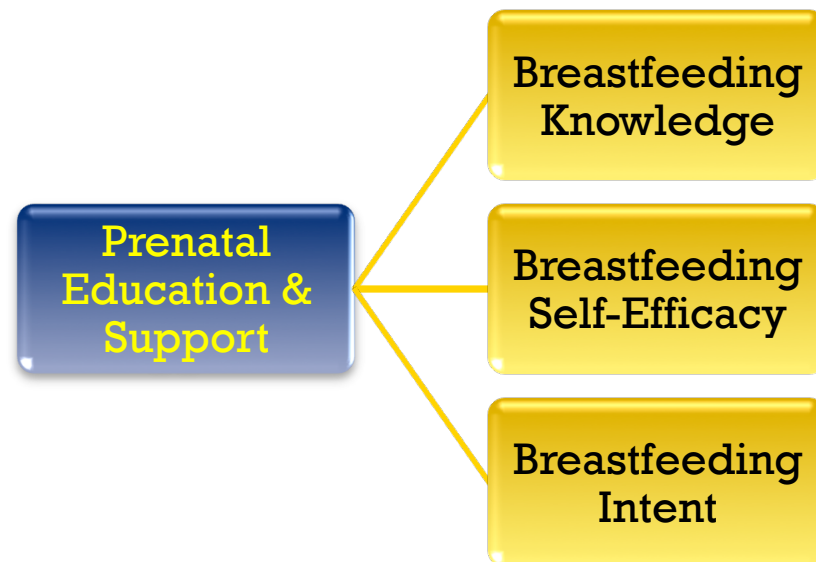 Prenatal
Education &
Support
Breastfeeding
Knowledge
Breastfeeding
Self-Efficacy
Breastfeeding
Intent